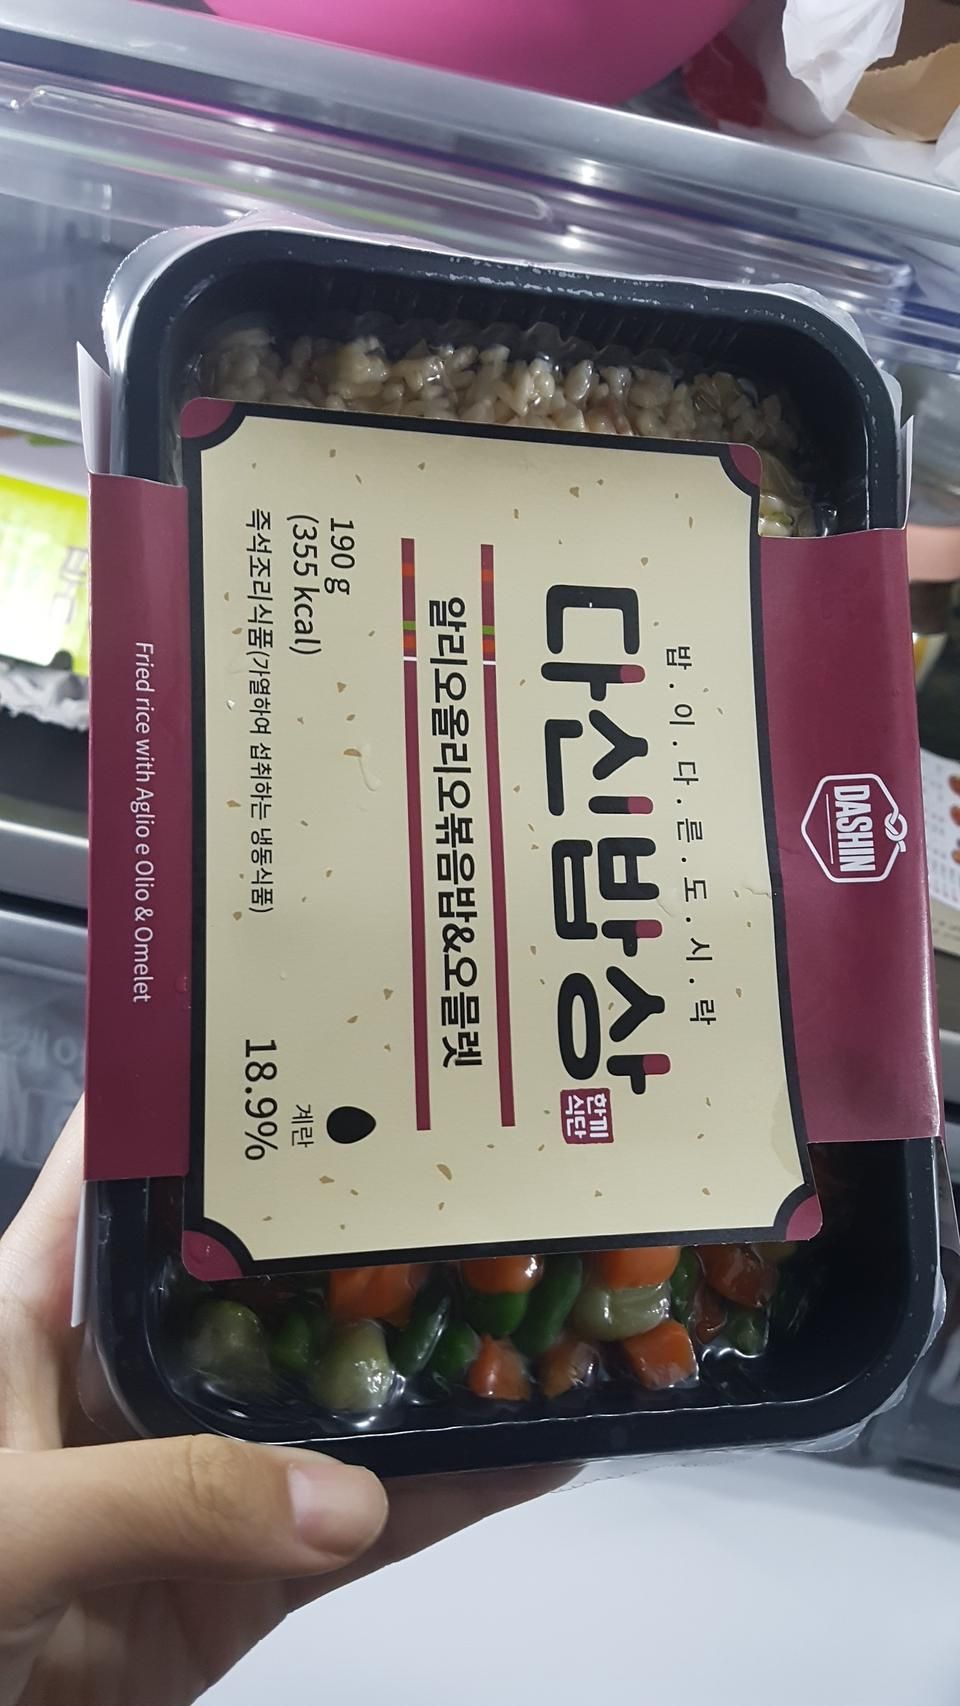 DASHIN
밥.이.다.른.도.시.락
다신밥상
한끼
식단
알리오올리오볶음밥&오믈렛
190 g
(355 kcal)
즉석조리식품(가열하여 섭취하는 냉동식품)
계란
18.9%
Fried rice with Aglio e Olio & Omelet